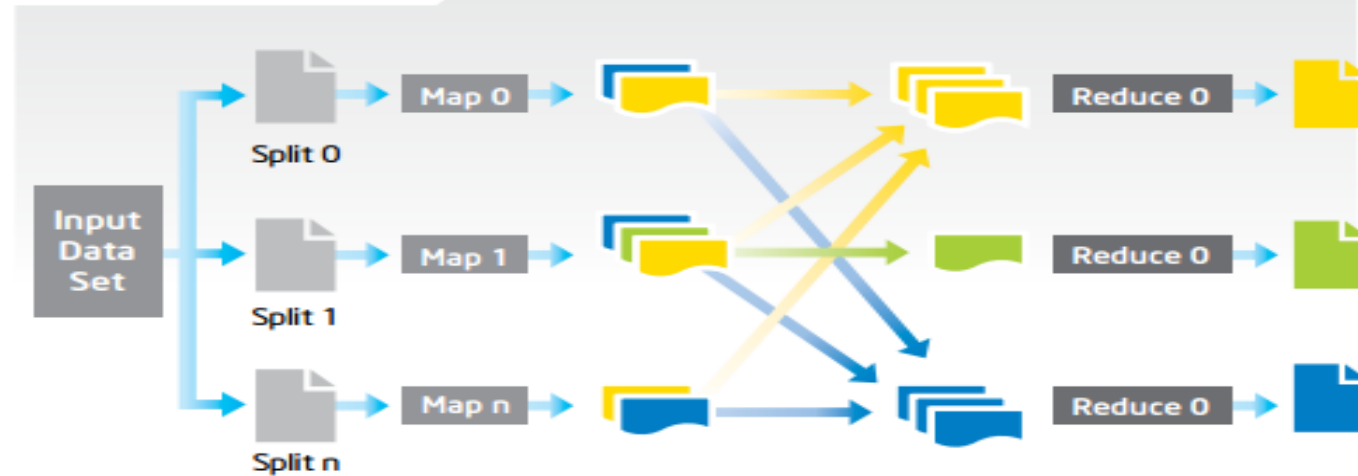 Map 0
Reduce 0
Split 0
Input
Data
Set
Map 1
Reduce 0
Split 1
Map n
Reduce 0
Split n